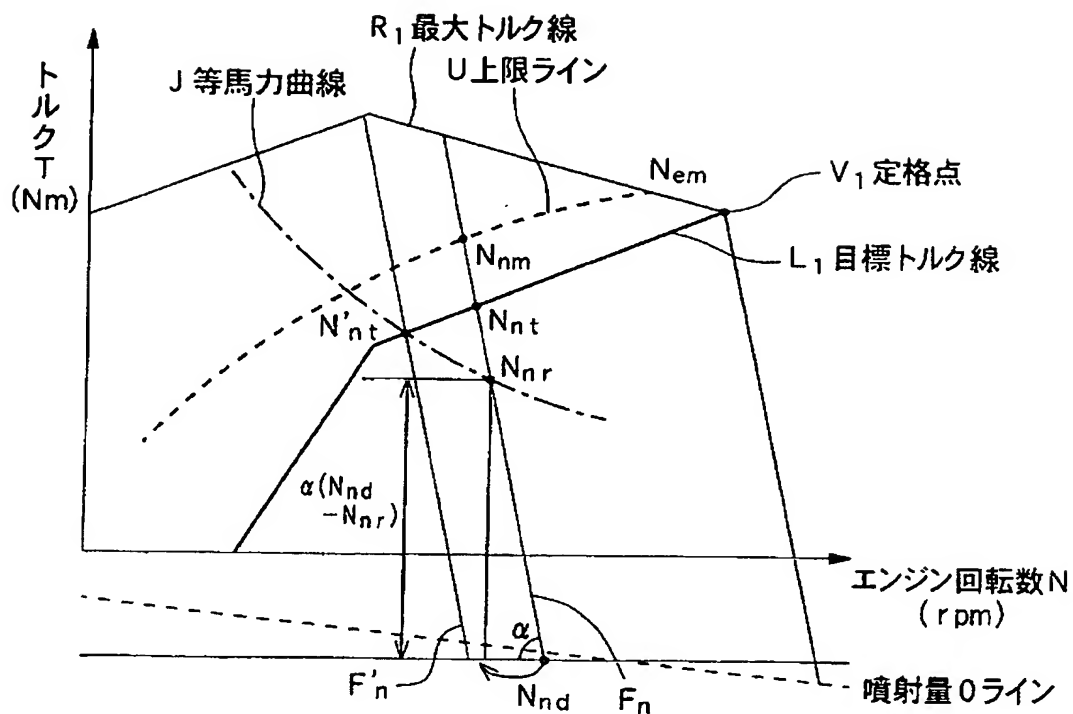 R₁最大トルク線
U上限ライン
J 等馬力曲線
トルクT
(Nm)
Nem
V₁定格点
L₁目標トルク線
Nnm
Nnt
N'nt
Nnr
α(Nnd
−Nnr)
エンジン回転数N
(rpm)
α
F'n
Nnd
Fn
噴射量0ライン